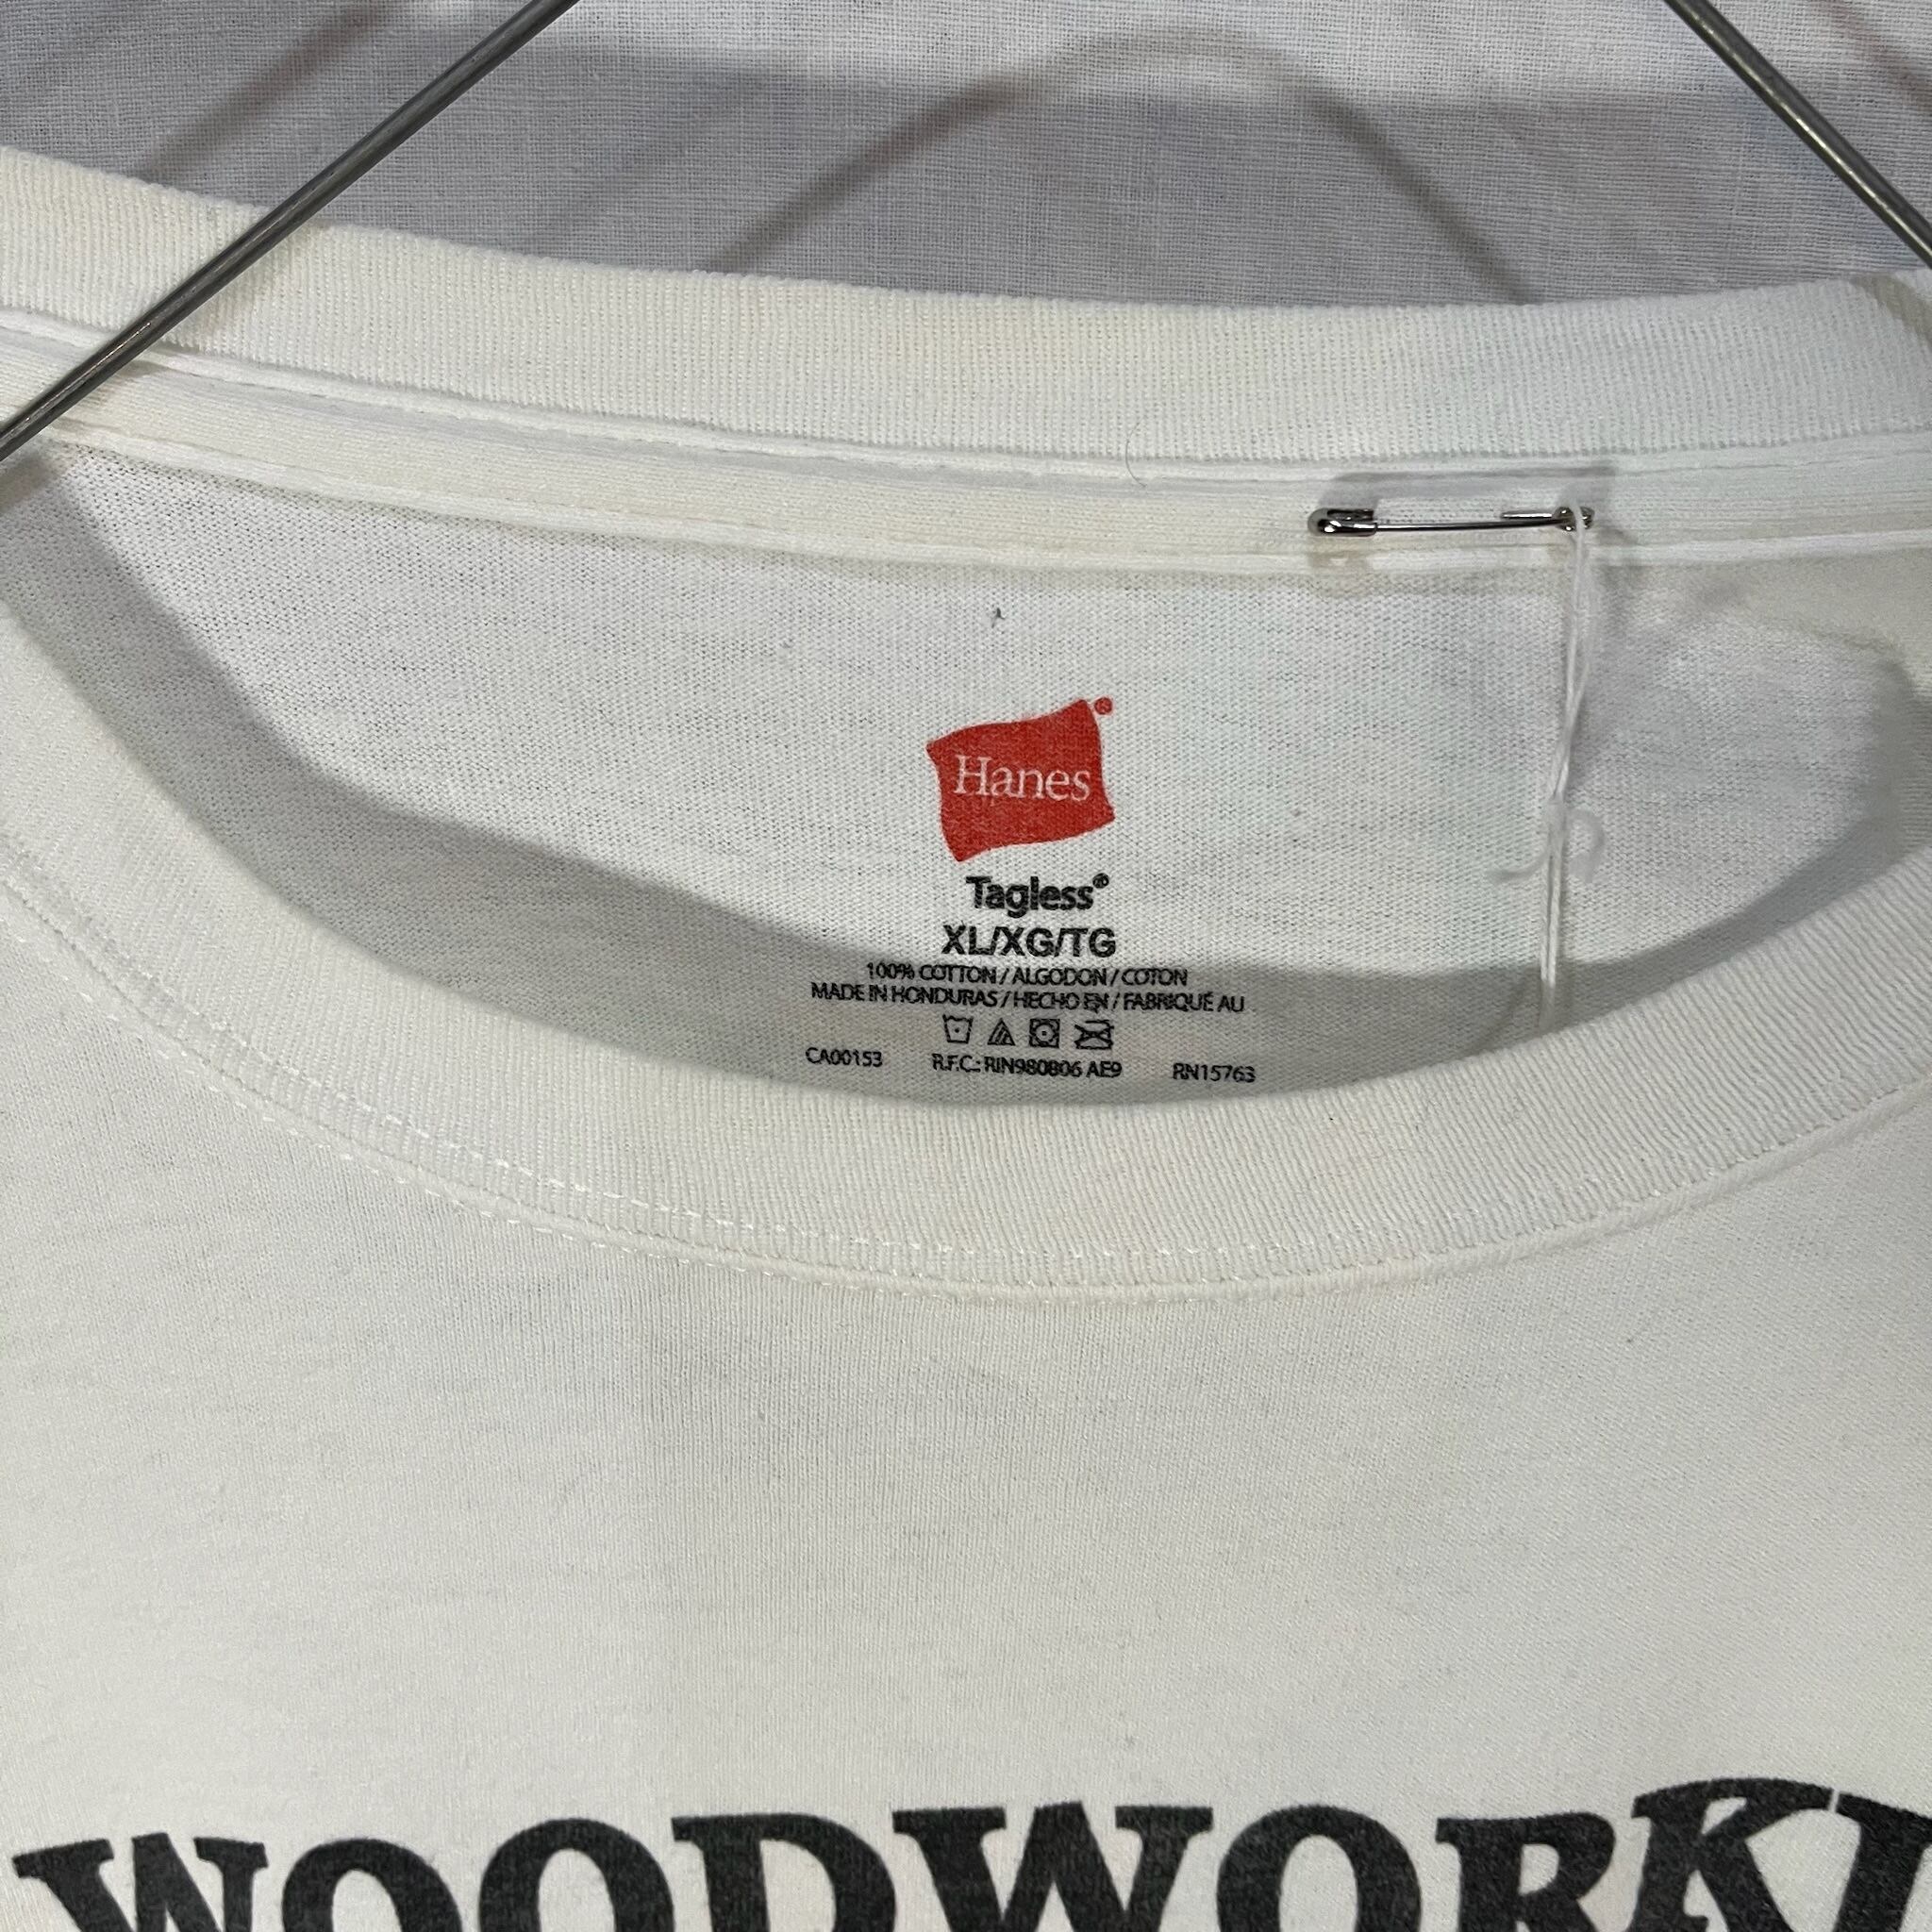 Hanes®
Tagless®
XL/XG/TG
100% COTTON / ALGODON / COTON
MADE IN HONDURAS / HECHO EN / FABRIQUÉ AU
CA00153 R.F.C.: RIN980806 AE9 RN15763
WOODWORKI